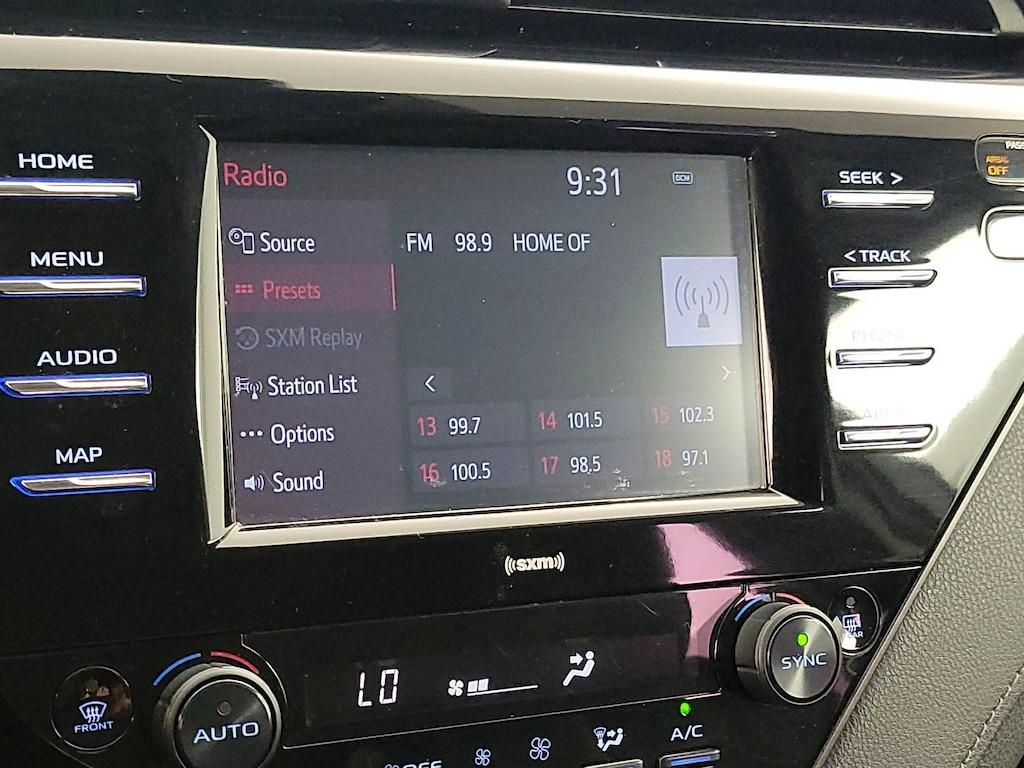 HOME
MENU
AUDIO
MAP
Radio
9:31
DCM
Source
Presets
SXM Replay
Station List
Options
Sound
FM 98.9 HOME OF
<
>
13 99.7
14 101.5
15 102.3
16 100.5
17 98.5
18 97.1
SEEK >
< TRACK
PHONE
APPS
PASS
AIRBAG
OFF
((sxm))
FRONT
AUTO
LO
SYNC
A/C
OFF